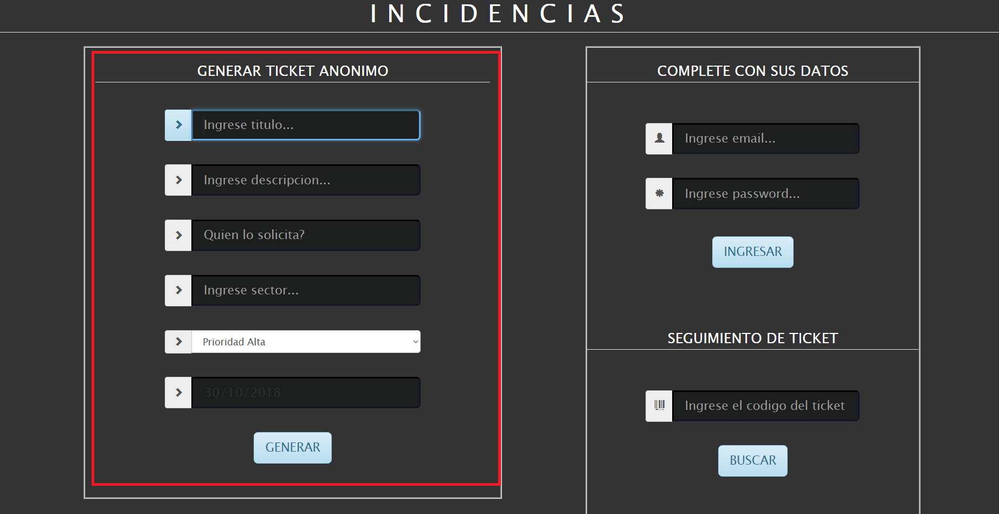 INCIDENCIAS
GENERAR TICKET ANONIMO
Ingrese titulo...
Ingrese descripcion...
Quien lo solicita?
Ingrese sector...
Prioridad Alta
30/10/2018
GENERAR
COMPLETE CON SUS DATOS
Ingrese email...
Ingrese password...
INGRESAR
SEGUIMIENTO DE TICKET
Ingrese el codigo del ticket
BUSCAR